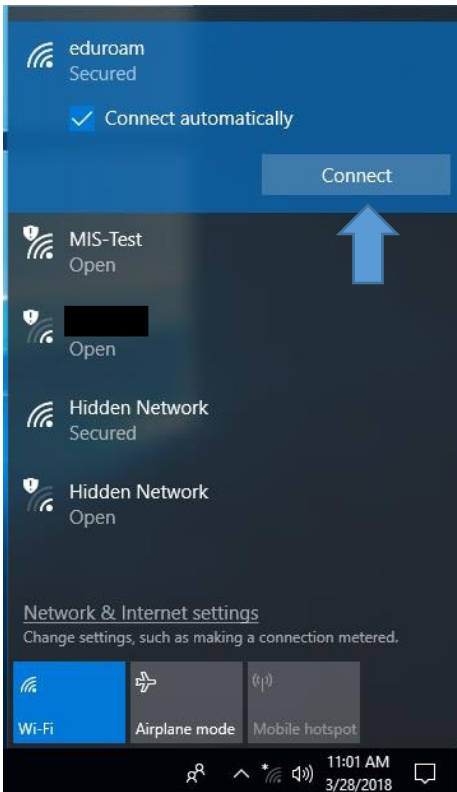 eduroam
Secured
Connect automatically
Connect
MIS-Test
Open
Open
Hidden Network
Secured
Hidden Network
Open
Network & Internet settings
Change settings, such as making a connection metered.
Wi-Fi
Airplane mode
Mobile hotspot
11:01 AM
3/28/2018